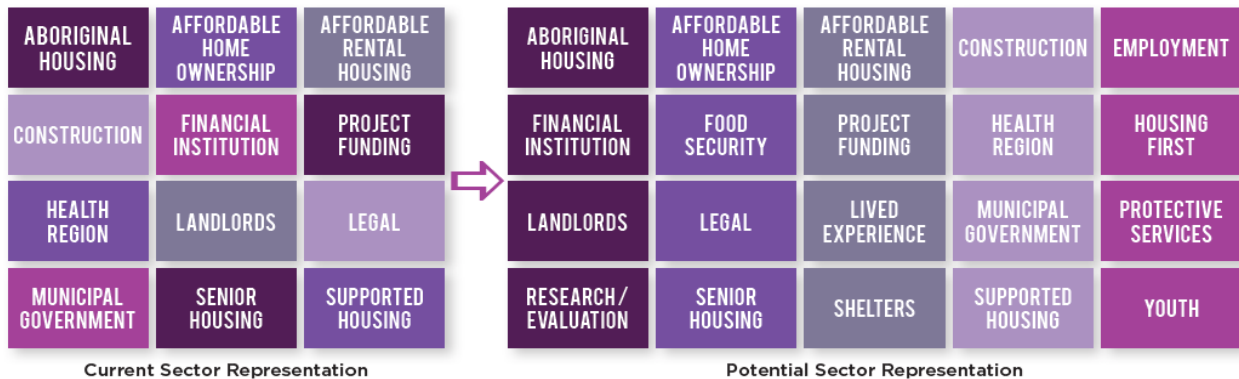 ABORIGINAL
HOUSING
AFFORDABLE
HOME
OWNERSHIP
AFFORDABLE
RENTAL
HOUSING
CONSTRUCTION
FINANCIAL
INSTITUTION
PROJECT
FUNDING
HEALTH
REGION
LANDLORDS
LEGAL
MUNICIPAL
GOVERNMENT
SENIOR
HOUSING
SUPPORTED
HOUSING
Current Sector Representation
ABORIGINAL
HOUSING
AFFORDABLE
HOME
OWNERSHIP
AFFORDABLE
RENTAL
HOUSING
CONSTRUCTION
EMPLOYMENT
FINANCIAL
INSTITUTION
FOOD
SECURITY
PROJECT
FUNDING
HEALTH
REGION
HOUSING
FIRST
LANDLORDS
LEGAL
LIVED
EXPERIENCE
MUNICIPAL
GOVERNMENT
PROTECTIVE
SERVICES
RESEARCH /
EVALUATION
SENIOR
HOUSING
SHELTERS
SUPPORTED
HOUSING
YOUTH
Potential Sector Representation